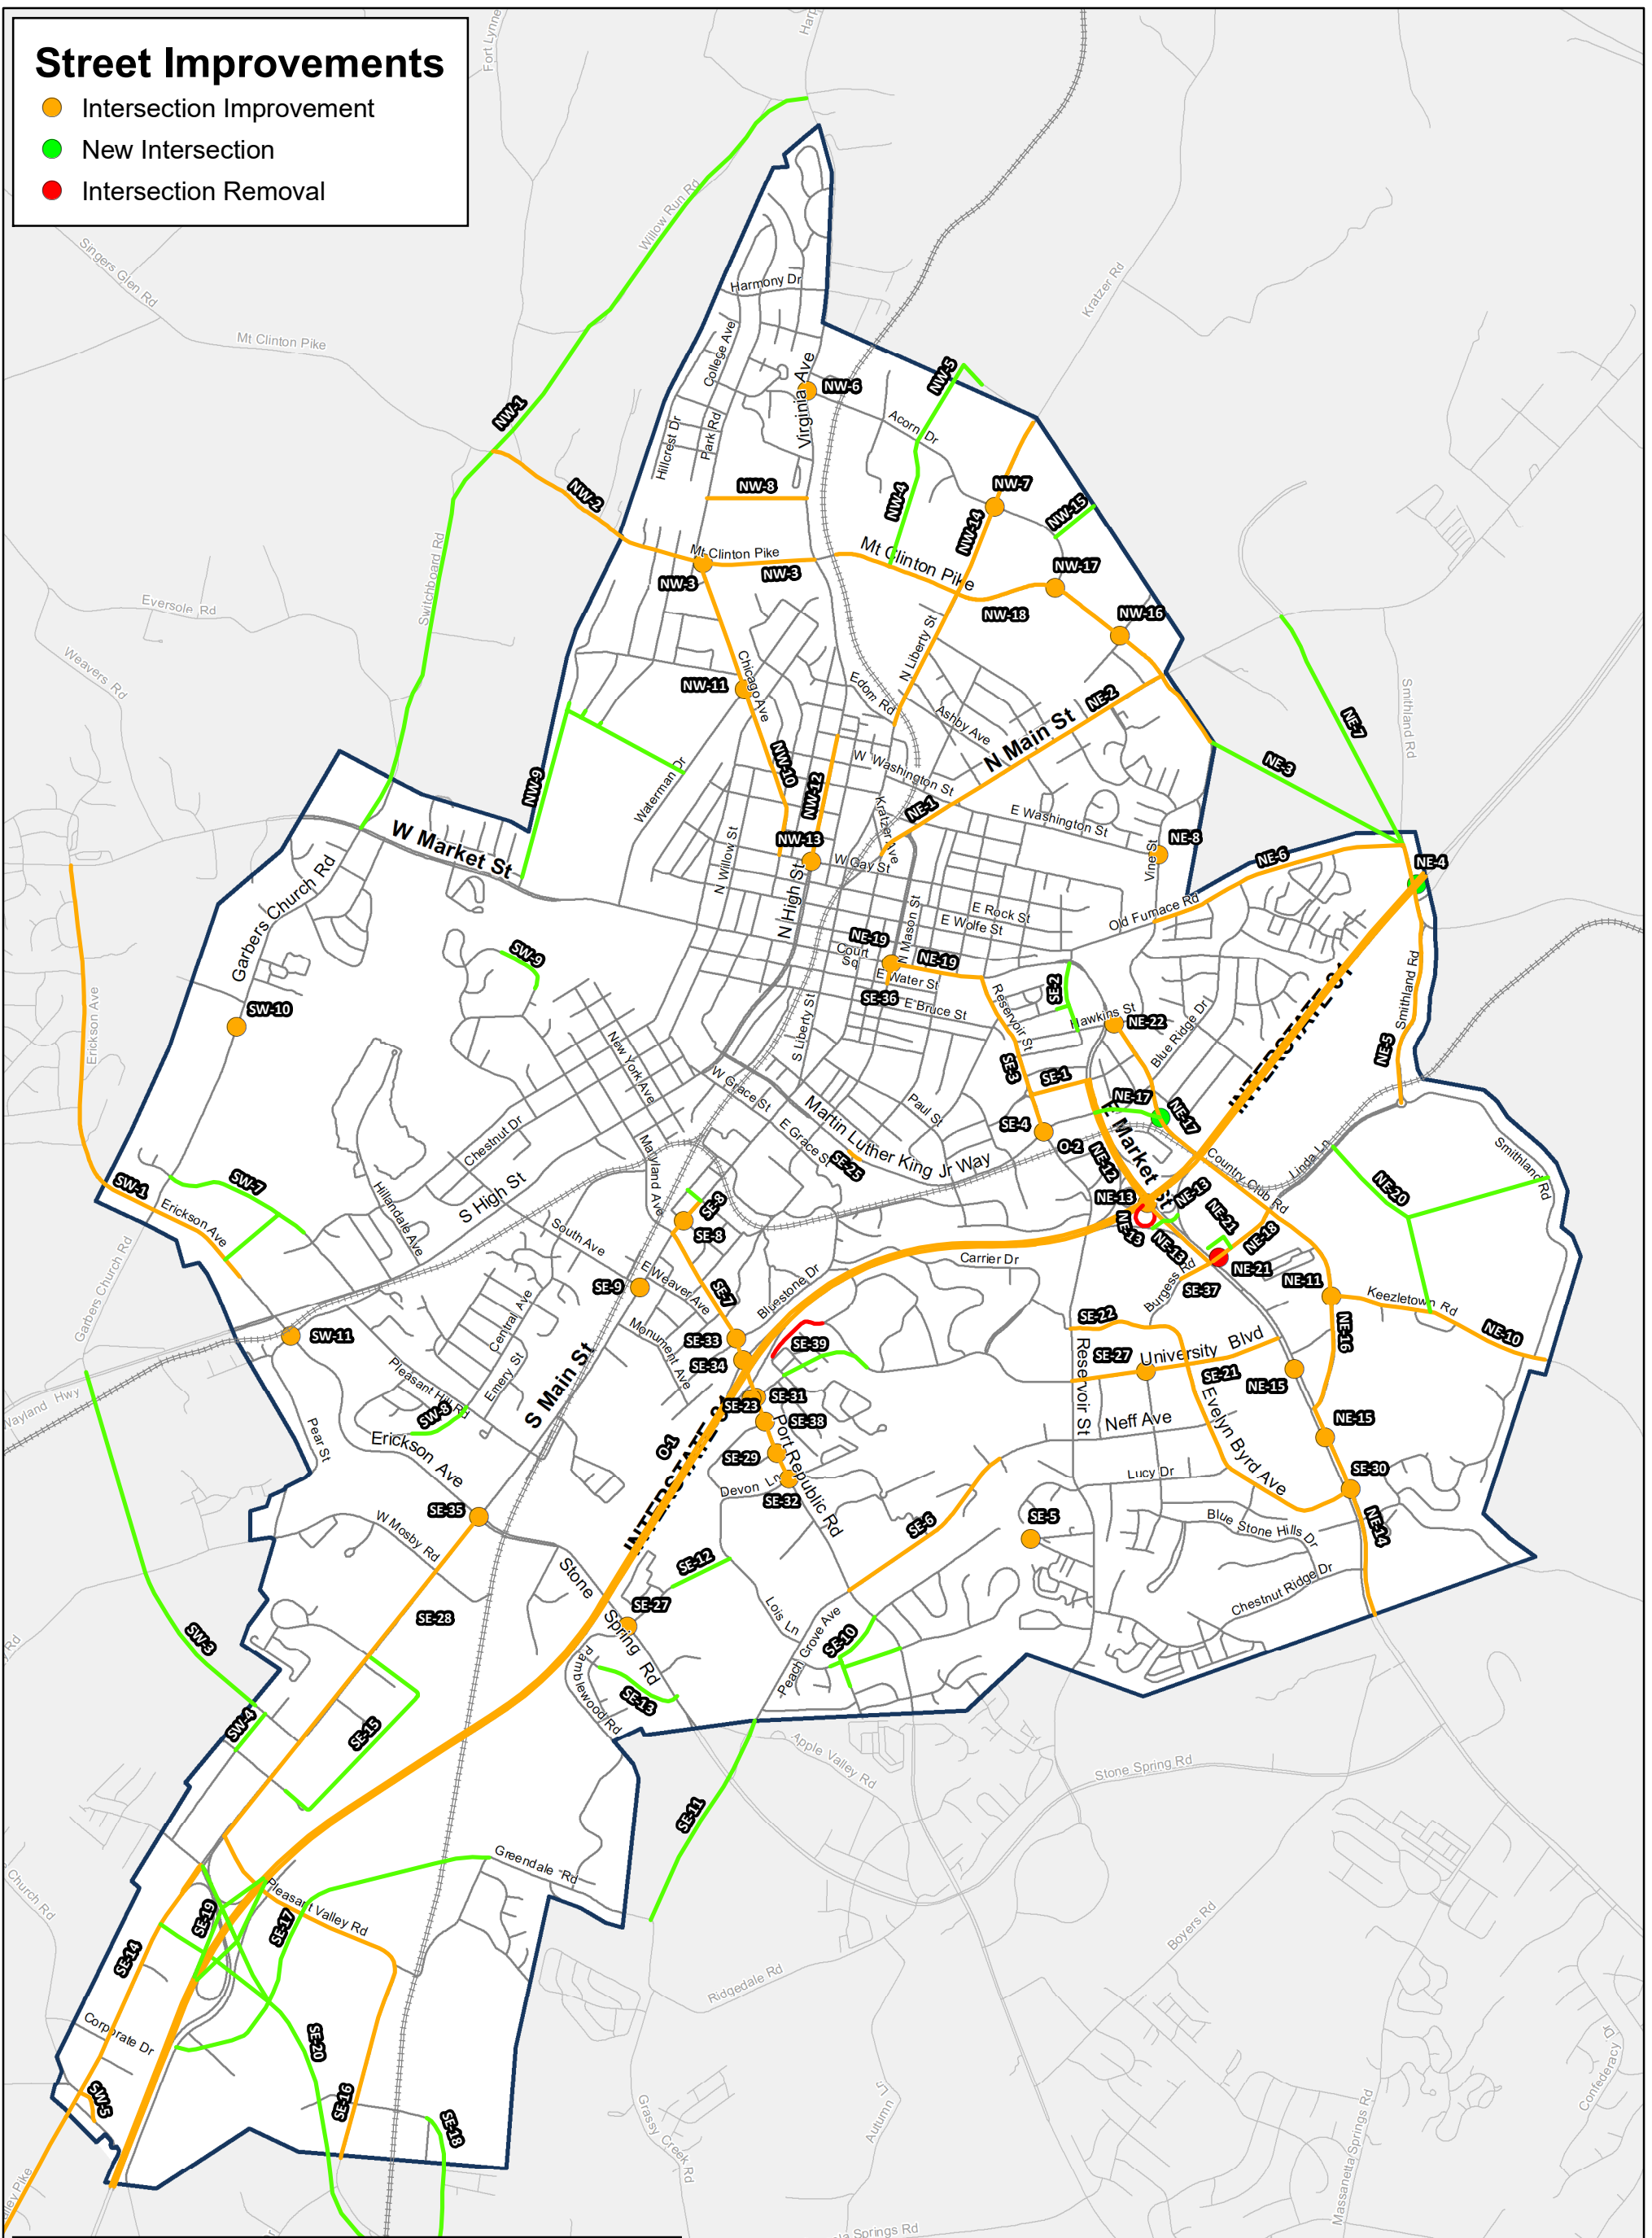 Street Improvements
Intersection Improvement
New Intersection
Intersection Removal
Willow Run Rd
Singers Glen Rd
Mt Clinton Pike
Kratzer Rd
Harmony Dr
College Ave
Virginia Ave
NW-6
NW-5
NW-1
Hillcrest Dr
Park Rd
Acorn Dr
NW-2
NW-8
NW-4
NW-7
NW-15
NW-14
Mt Clinton Pike
Mt Clinton Pike
NW-3
NW-3
NW-17
NW-18
NW-16
Switchboard Rd
Eversole Rd
Weavers Rd
N Liberty St
NW-11
Chicago Ave
Edom Rd
Ashby Ave
NE-2
N Main St
NE-7
Smithland Rd
NE-3
NW-9
Waterman Dr
NW-10
NW-12
W Washington St
Kratzer Ave
NE-1
E Washington St
W Market St
N Willow St
NW-13
W Gay St
Vine St
NE-8
NE-6
NE-4
Garbers Church Rd
N High St
N Mason St
E Rock St
E Wolfe St
Old Furnace Rd
SW-9
NE-19
Court
Sq
NE-19
E Water St
SE-36
E Bruce St
SE-2
Reservoir St
Hawkins St
NE-22
Blue Ridge Dr
Smithland Rd
NE-5
SW-10
Erickson Ave
New York Ave
S Liberty St
SE-3
SE-1
NE-17
NE-17
W Grace St
Martin Luther King Jr Way
Paul St
SE-4
O-2
E Market St
NE-12
E Grace St
SE-25
Chestnut Dr
Maryland Ave
Country Club Rd
Linda Ln
Smithland Rd
NE-20
SW-1
SW-7
Erickson Ave
Hillandale Ave
S High St
SE-8
SE-8
NE-13
NE-13
NE-13
NE-13
NE-21
NE-18
NE-21
Garbers Church Rd
South Ave
E Weaver Ave
SE-7
SE-9
Bluestone Dr
Carrier Dr
Burgess Rd
SE-37
NE-11
Keezletown Rd
NE-10
NE-16
SW-11
Central Ave
Monument Ave
SE-33
SE-34
SE-39
SE-22
SE-27
University Blvd
SE-21
NE-15
Reservoir St
Pleasant Hill Rd
Emery St
S Main St
SW-8
SE-31
SE-23
SE-38
Neff Ave
Evelyn Byrd Ave
NE-15
Pear St
Erickson Ave
O-1
SE-29
Port Republic Rd
Devon Ln
SE-32
Lucy Dr
SE-30
SE-35
SE-6
SE-5
Blue Stone Hills Dr
NE-14
W Mosby Rd
Stone Spring Rd
SE-12
Chestnut Ridge Dr
SE-28
SE-27
Lois Ln
Peach Grove Ave
SE-10
SW-3
Ramblewood Rd
SE-13
SW-4
SE-15
Apple Valley Rd
Stone Spring Rd
SE-11
Greendale Rd
Pleasant Valley Rd
SE-19
SE-17
SE-14
Church Rd
Boyers Rd
Ridgedale Rd
Corporate Dr
SE-20
SW-5
SE-16
SE-18
Grassy Creek Rd
Autumn Ln
Massanetta Springs Rd
Confederacy Dr